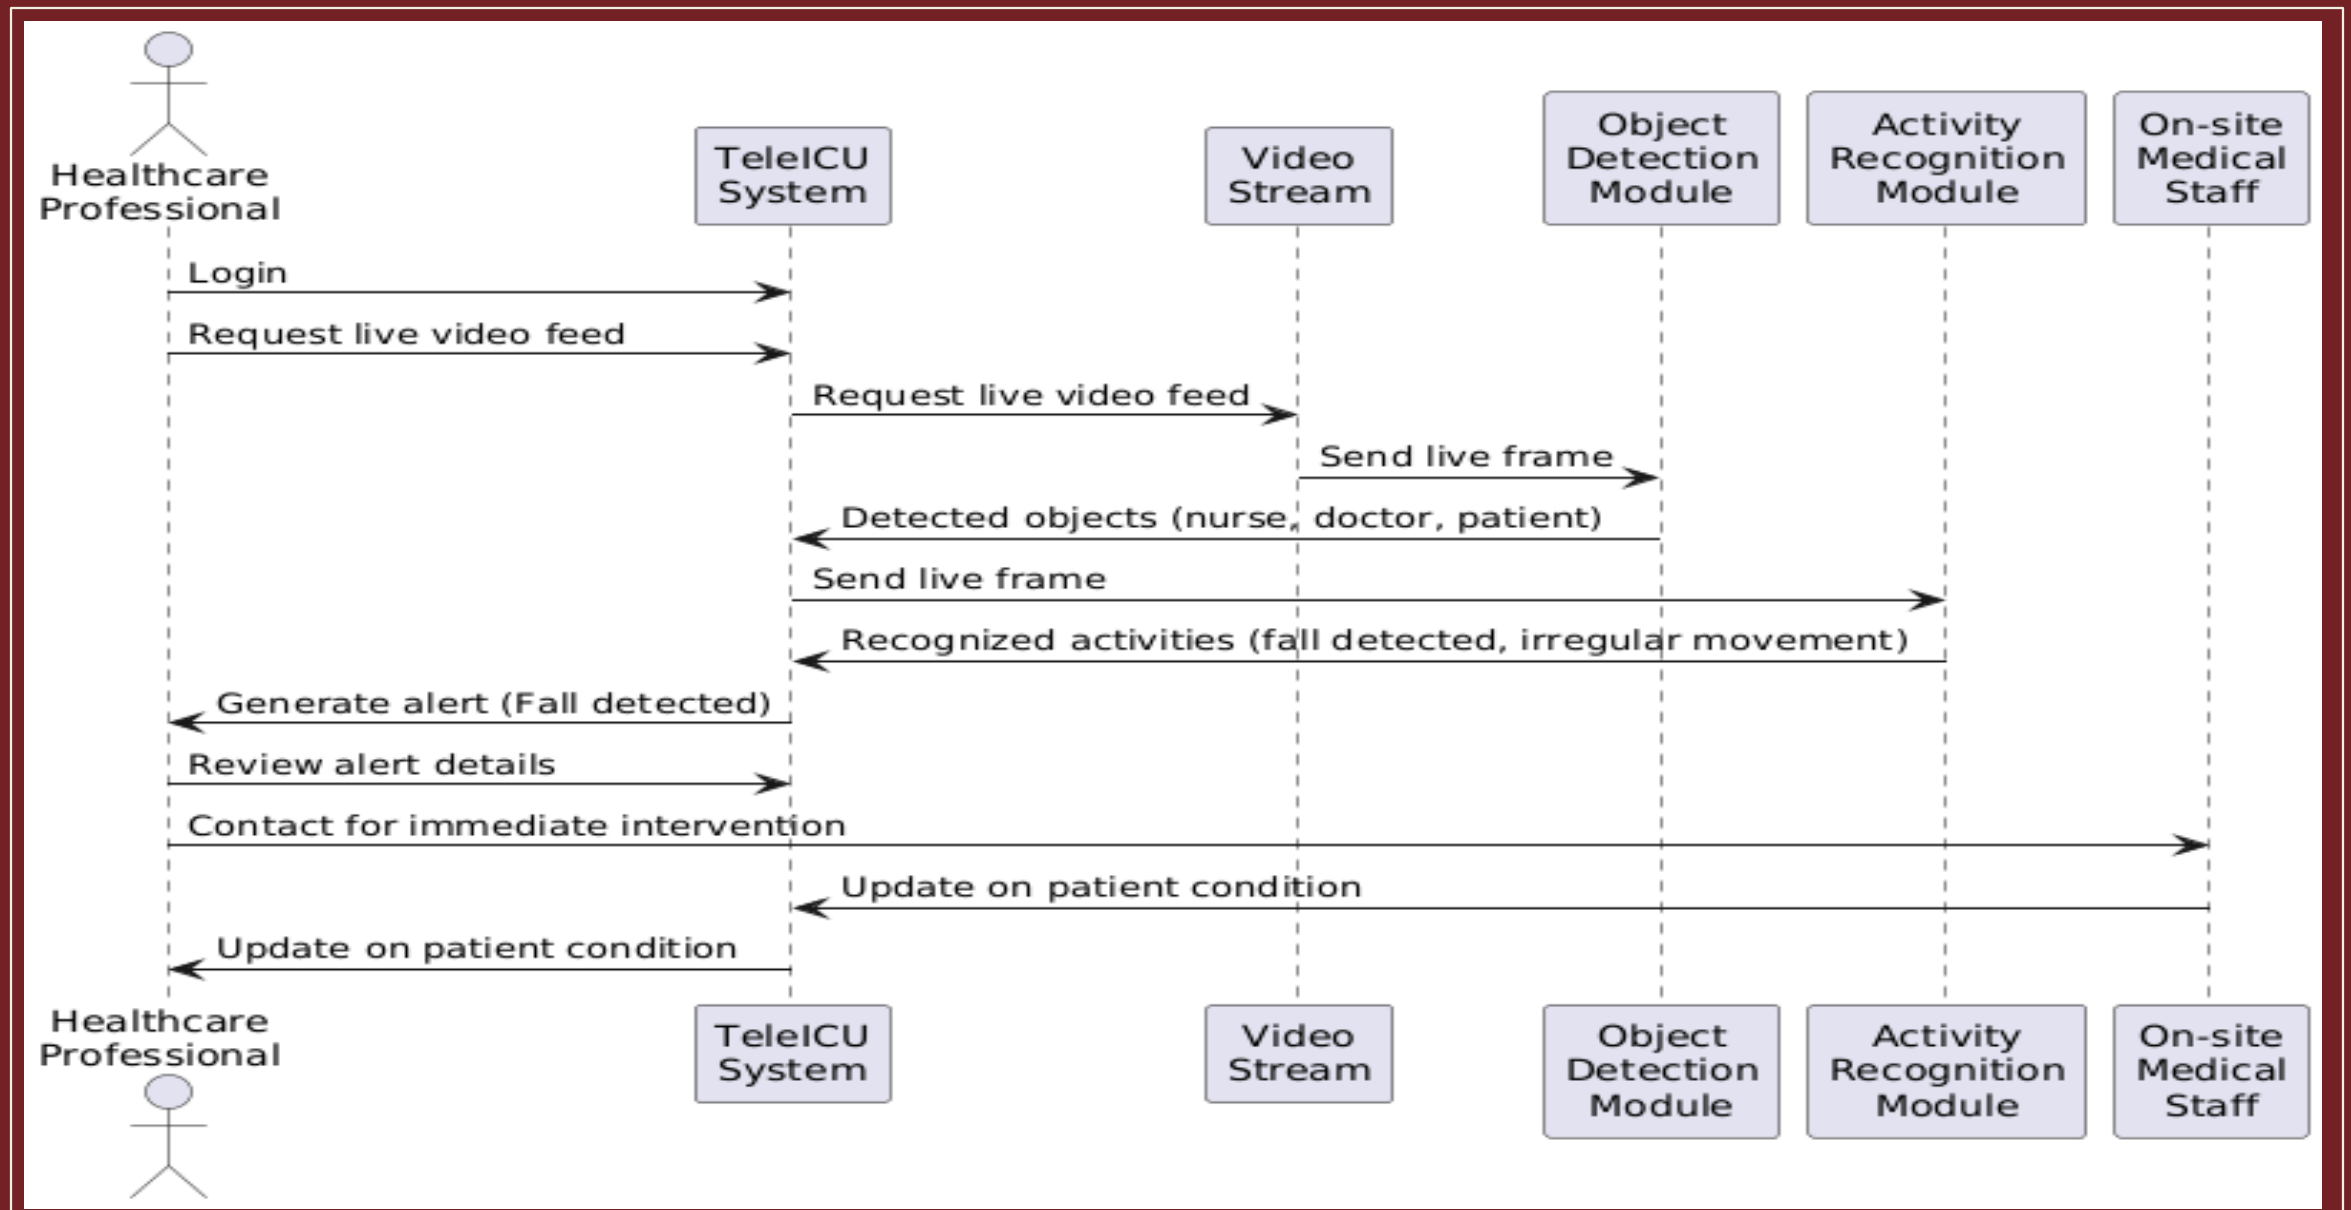 Healthcare
Professional
TeleICU
System
Video
Stream
Object
Detection
Module
Activity
Recognition
Module
On-site
Medical
Staff
Login
Request live video feed
Request live video feed
Send live frame
Detected objects (nurse, doctor, patient)
Send live frame
Recognized activities (fall detected, irregular movement)
Generate alert (Fall detected)
Review alert details
Contact for immediate intervention
Update on patient condition
Update on patient condition
Healthcare
Professional
TeleICU
System
Video
Stream
Object
Detection
Module
Activity
Recognition
Module
On-site
Medical
Staff